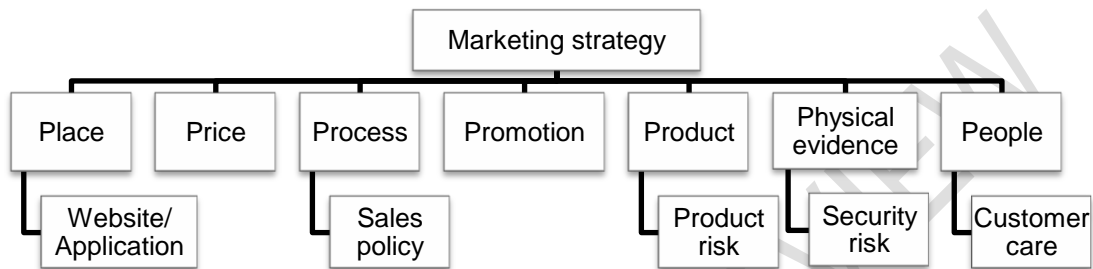 Marketing strategy
Place
Price
Process
Promotion
Product
Physical
evidence
People
Website/
Application
Sales
policy
Product
risk
Security
risk
Customer
care